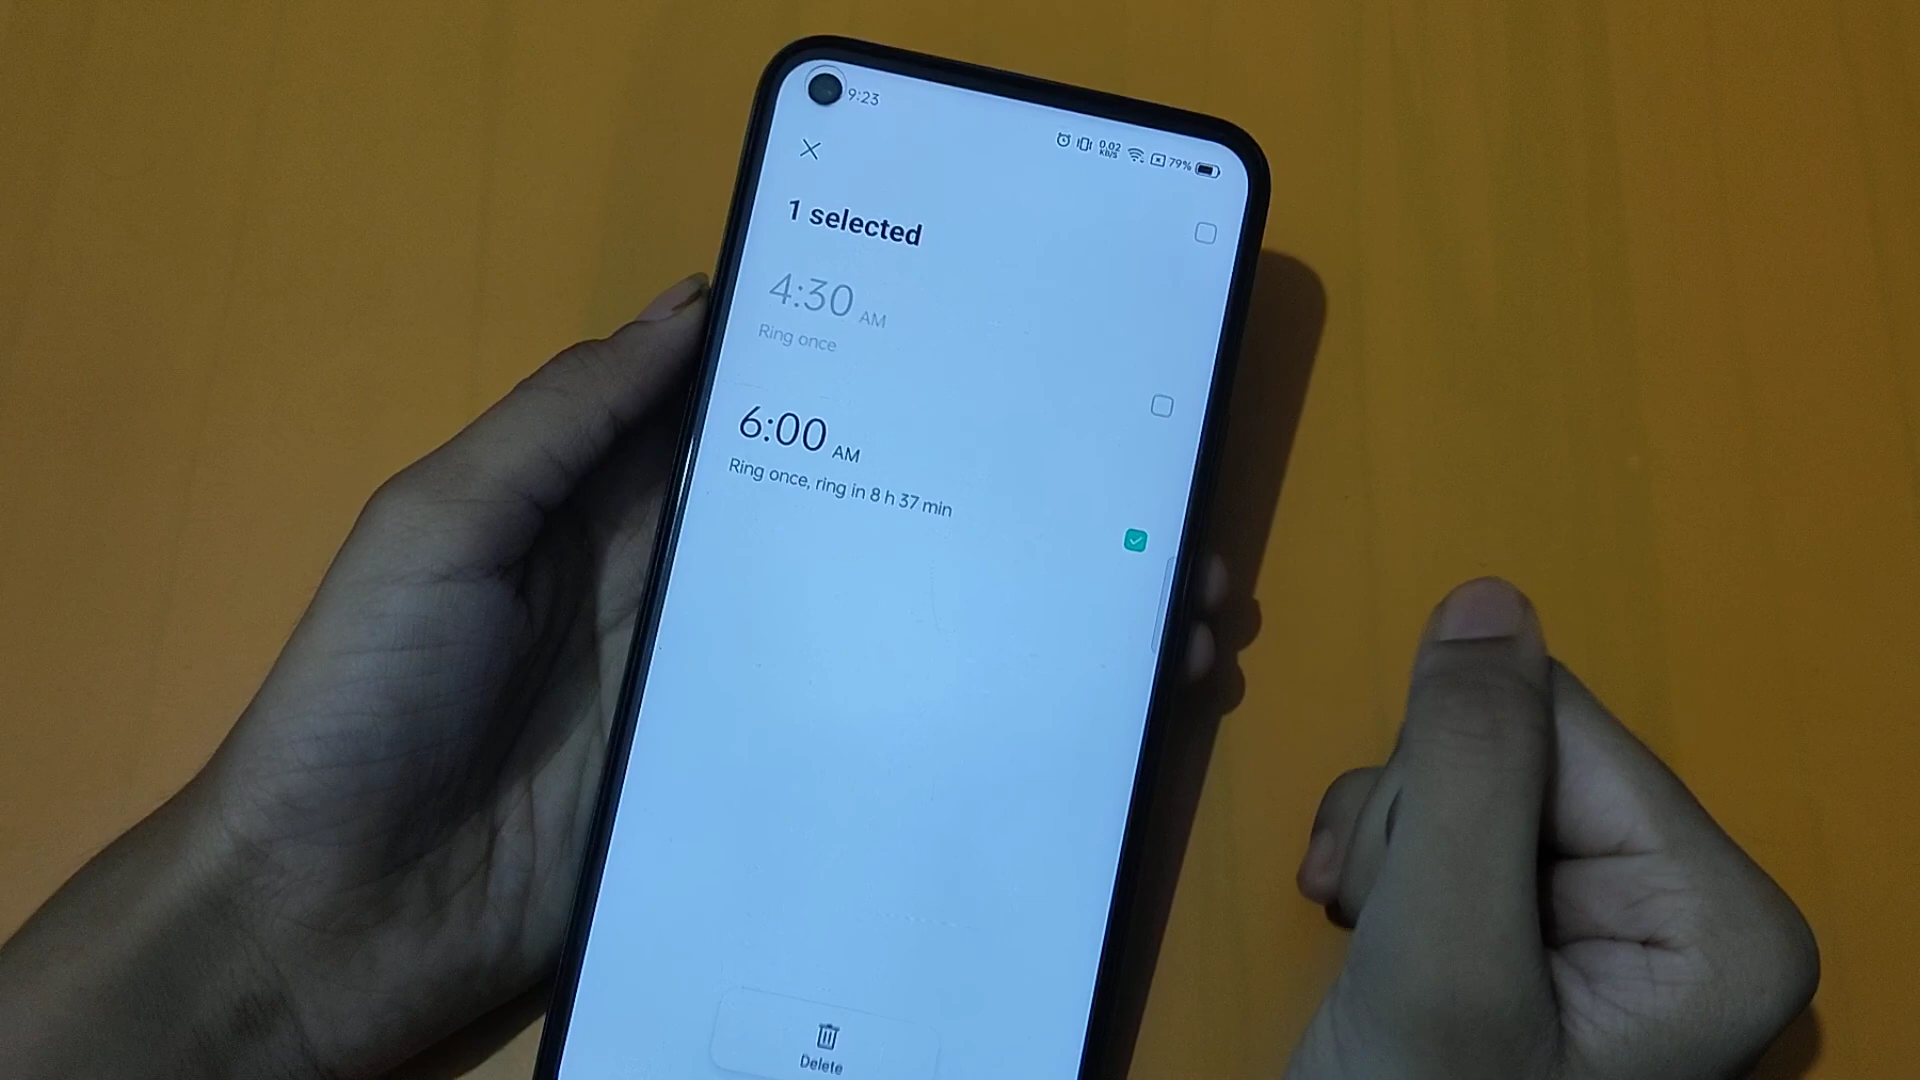 9:23
0.02 KB/S 79%
1 selected
4:30 AM
Ring once
6:00 AM
Ring once, ring in 8 h 37 min
Delete